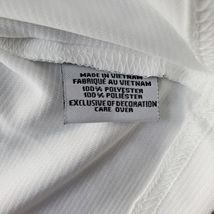 MADE IN VIETNAM
FABRIQUÉ AU VIETNAM
100% POLYESTER
100% POLIÉSTER
EXCLUSIVE OF DECORATION
CARE OVER